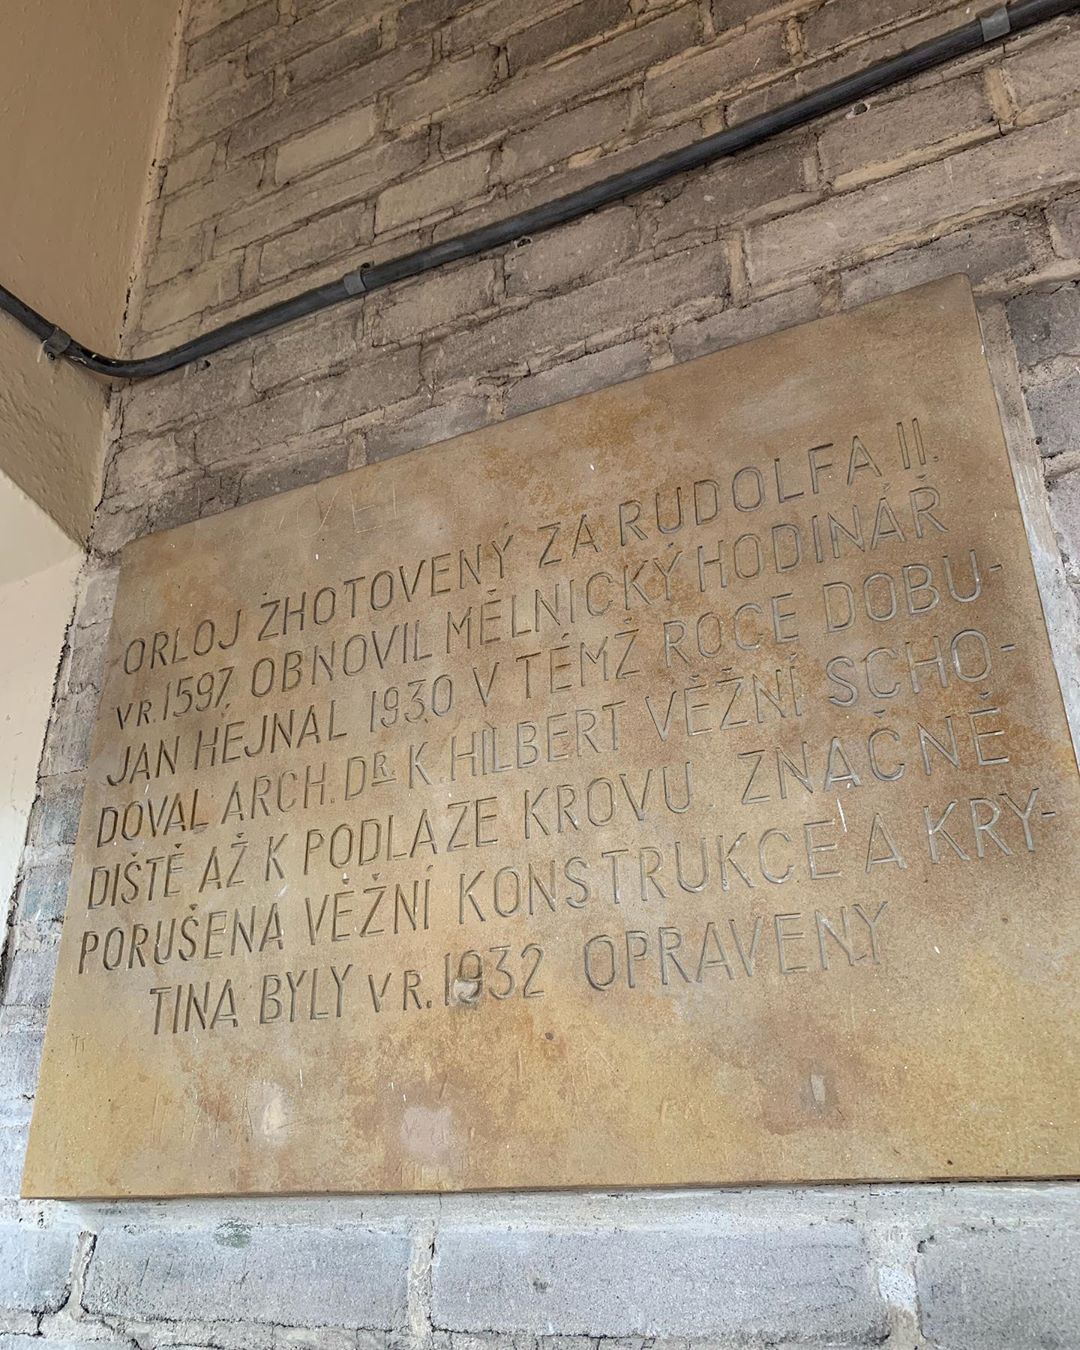 ORLOJ ZHOTOVENÝ ZA RUDOLFA II.
V R. 1597, OBNOVIL MĚLNICKÝ HODINÁŘ
JAN HEJNAL 1930 V TÉMŽ ROCE DOBU-
DOVAL ARCH. DR K. HILBERT VĚŽNÍ SCHO-
DIŠTĚ AŽ K PODLAZE KROVU. ZNAČNĚ
PORUŠENA VĚŽNÍ KONSTRUKCE A KRY-
TINA BYLY V R. 1932 OPRAVENY